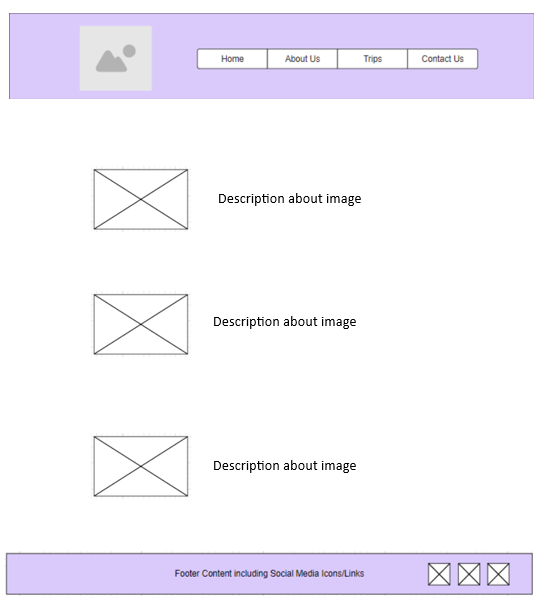 Home About Us Trips Contact Us
Description about image
Description about image
Description about image
Footer Content including Social Media Icons/Links